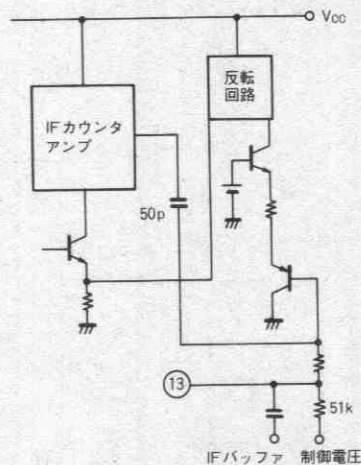 Vcc
反転
回路
IFカウンタ
アンプ
50p
13
51k
IFバッファ 制御電圧